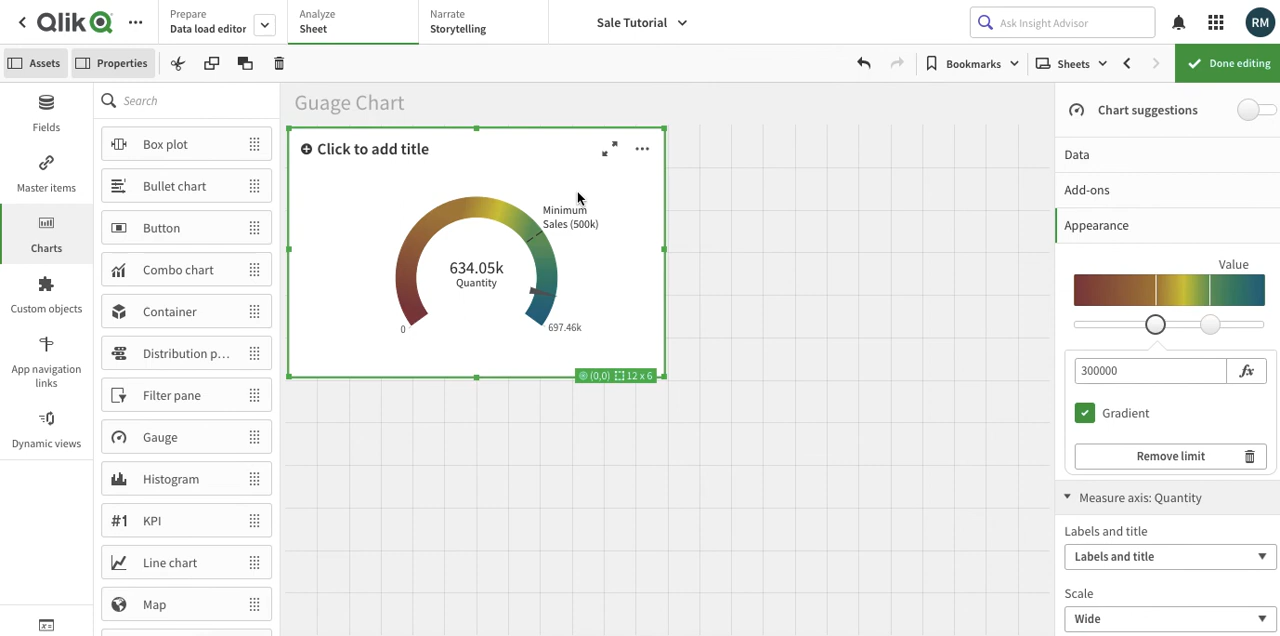 Qlik
Prepare
Data load editor
Analyze
Sheet
Narrate
Storytelling
Sale Tutorial
Ask Insight Advisor
RM
Assets
Properties
Bookmarks
Sheets
Done editing
Fields
Master items
Charts
Custom objects
App navigation
links
Dynamic views
Search
Box plot
Bullet chart
Button
Combo chart
Container
Distribution p...
Filter pane
Gauge
Histogram
#1 KPI
Line chart
Map
Guage Chart
Click to add title
Minimum
Sales (500k)
634.05k
Quantity
0
697.46k
(0,0) 12 x 6
Chart suggestions
Data
Add-ons
Appearance
Value
300000
fx
Gradient
Remove limit
Measure axis: Quantity
Labels and title
Labels and title
Scale
Wide